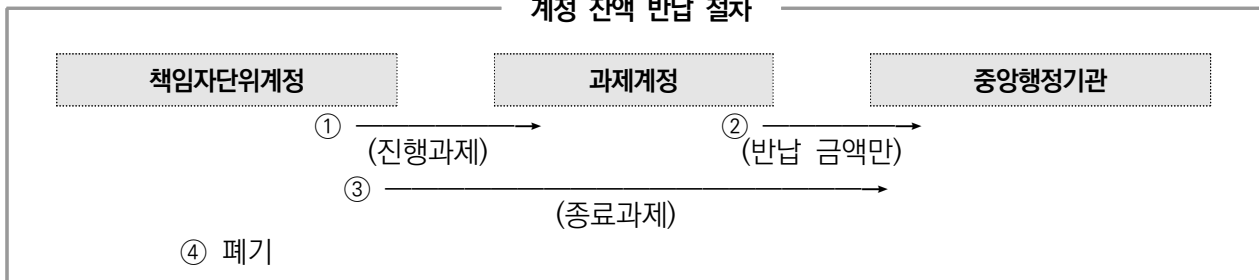 계정 잔액 반납 절차
책임자단위계정 과제계정 중앙행정기관
① ②
(진행과제) (반납 금액만)
③
(종료과제)
④ 폐기